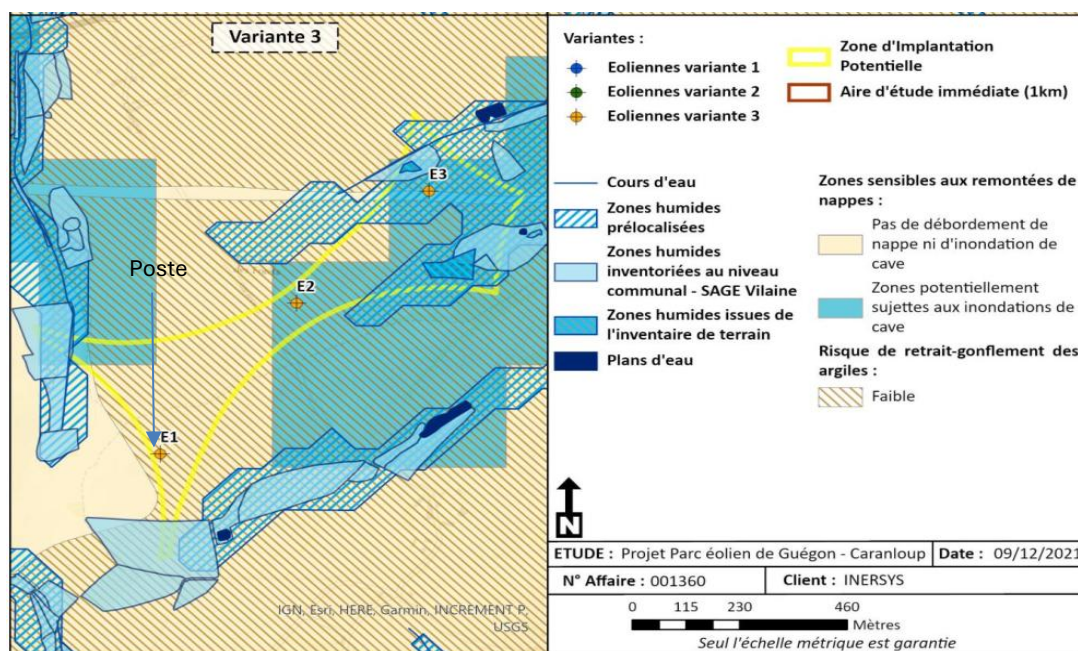 Variante 3
E3
Poste
E2
E1
IGN, Esri, HERE, Garmin, INCREMENT P,
USGS
Variantes :
Eoliennes variante 1
Eoliennes variante 2
Eoliennes variante 3
Zone d'Implantation
Potentielle
Aire d'étude immédiate (1km)
Cours d'eau
Zones humides
prélocalisées
Zones humides
inventoriées au niveau
communal - SAGE Vilaine
Zones humides issues de
l'inventaire de terrain
Plans d'eau
Zones sensibles aux remontées de
nappes :
Pas de débordement de
nappe ni d'inondation de
cave
Zones potentiellement
sujettes aux inondations de
cave
Risque de retrait-gonflement des
argiles :
Faible
N
ETUDE : Projet Parc éolien de Guégon - Caranloup
Date : 09/12/2021
N° Affaire : 001360
Client : INERSYS
0 115 230 460
Mètres
Seul l'échelle métrique est garantie